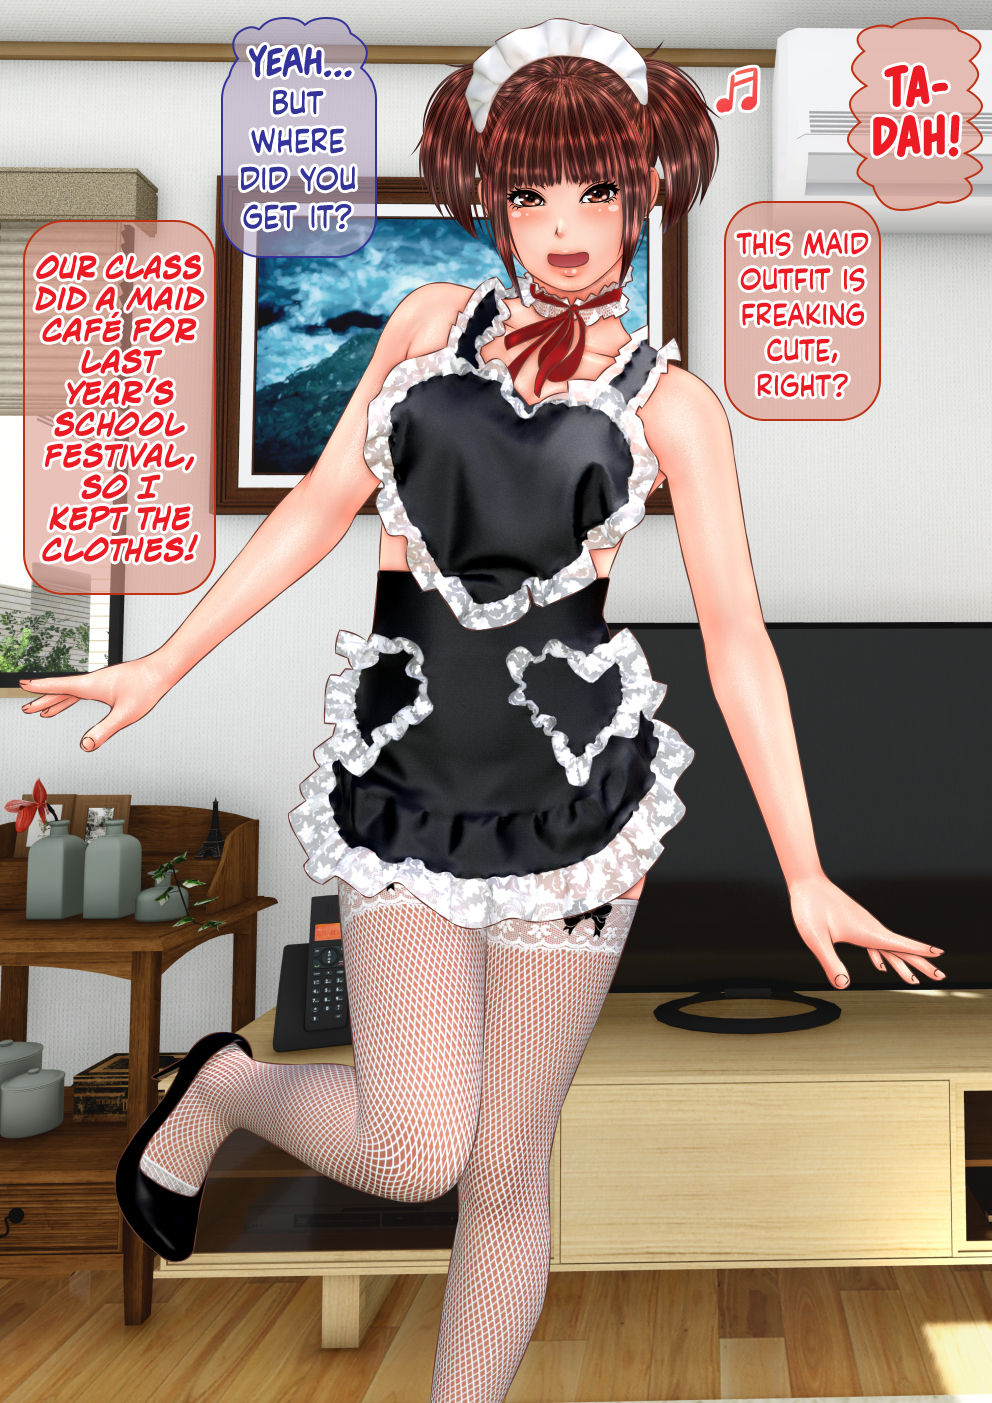 TA-
DAH!
THIS MAID
OUTFIT IS
FREAKING
CUTE,
RIGHT?
YEAH...
BUT
WHERE
DID YOU
GET IT?
OUR CLASS
DID A MAID
CAFÉ FOR
LAST
YEAR'S
SCHOOL
FESTIVAL,
SO I
KEPT THE
CLOTHES!